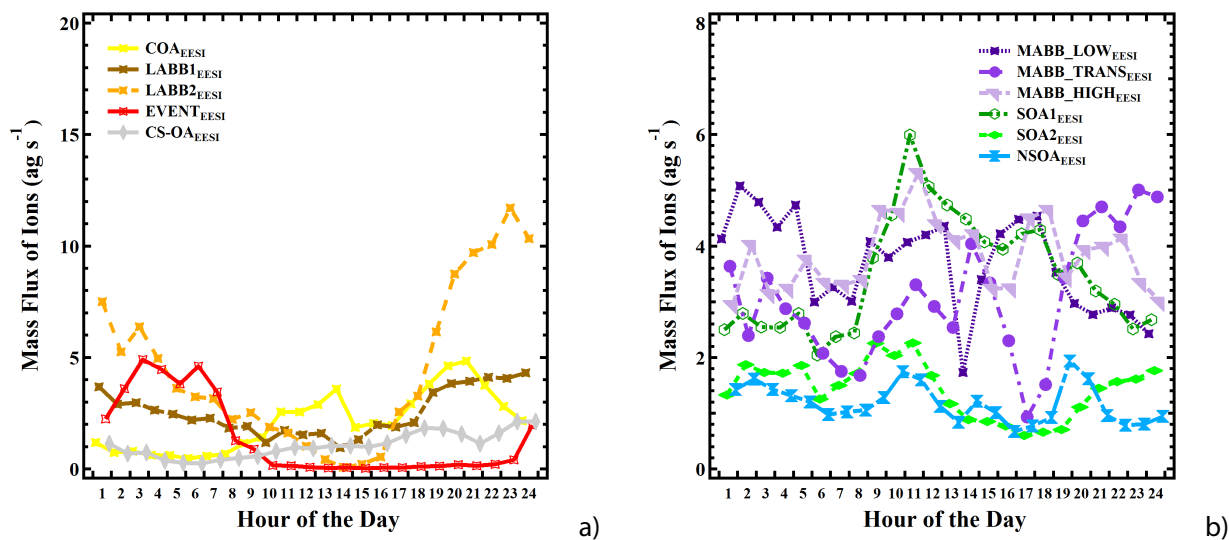 20
15
10
5
0
Mass Flux of Ions (ag s⁻¹)
COA_EESI
LABB1_EESI
LABB2_EESI
EVENT_EESI
CS-OA_EESI
1 2 3 4 5 6 7 8 9 10 11 12 13 14 15 16 17 18 19 20 21 22 23 24
Hour of the Day
a)
8
6
4
2
0
Mass Flux of Ions (ag s⁻¹)
MABB_LOW_EESI
MABB_TRANS_EESI
MABB_HIGH_EESI
SOA1_EESI
SOA2_EESI
NSOA_EESI
1 2 3 4 5 6 7 8 9 10 11 12 13 14 15 16 17 18 19 20 21 22 23 24
Hour of the Day
b)